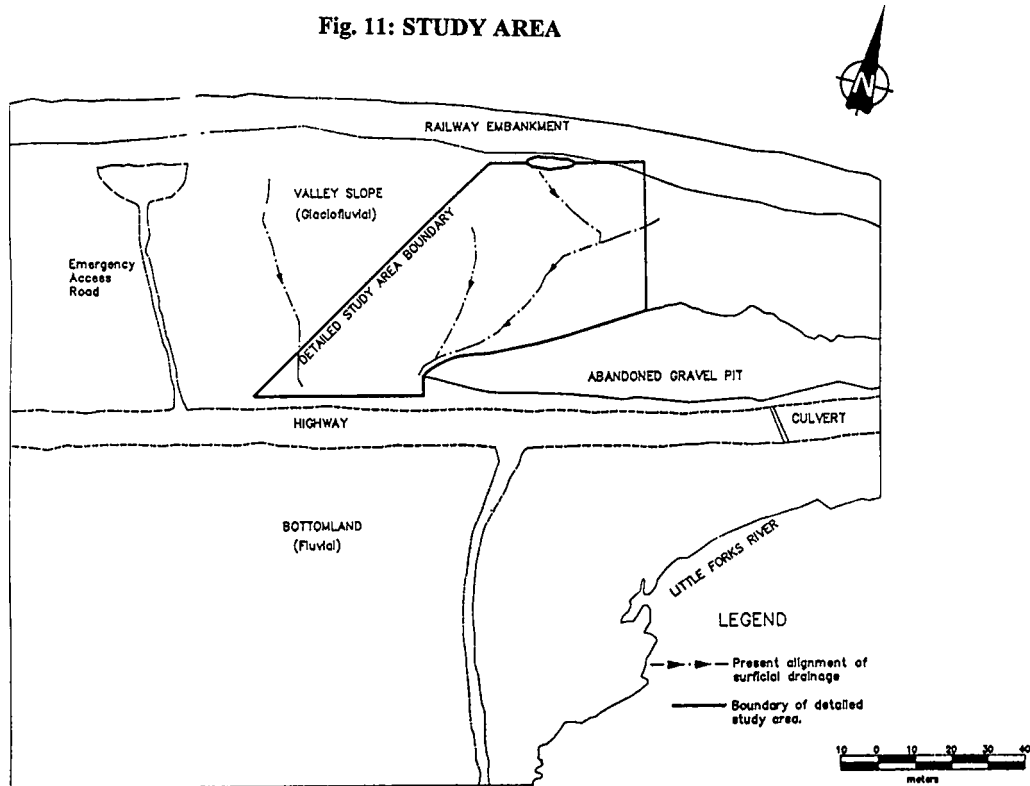 Fig. 11: STUDY AREA
N
RAILWAY EMBANKMENT
VALLEY SLOPE
(Glaciofluvial)
DETAILED STUDY AREA BOUNDARY
Emergency
Access
Road
ABANDONED GRAVEL PIT
HIGHWAY
CULVERT
BOTTOMLAND
(Fluvial)
LITTLE FORKS RIVER
LEGEND
Present alignment of
surficial drainage
Boundary of detailed
study area.
10 0 10 20 30 40
meters